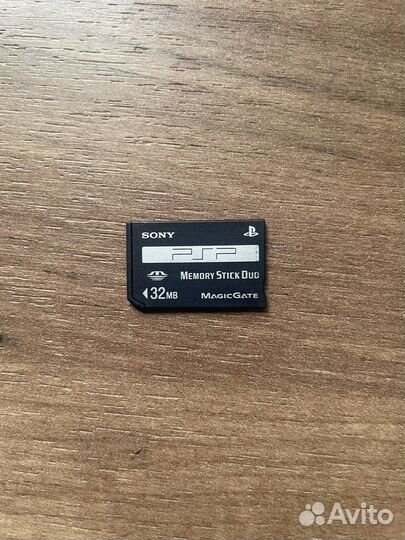 SONY
PSP
MEMORY STICK DUO
32MB
MAGICGATE
Avito